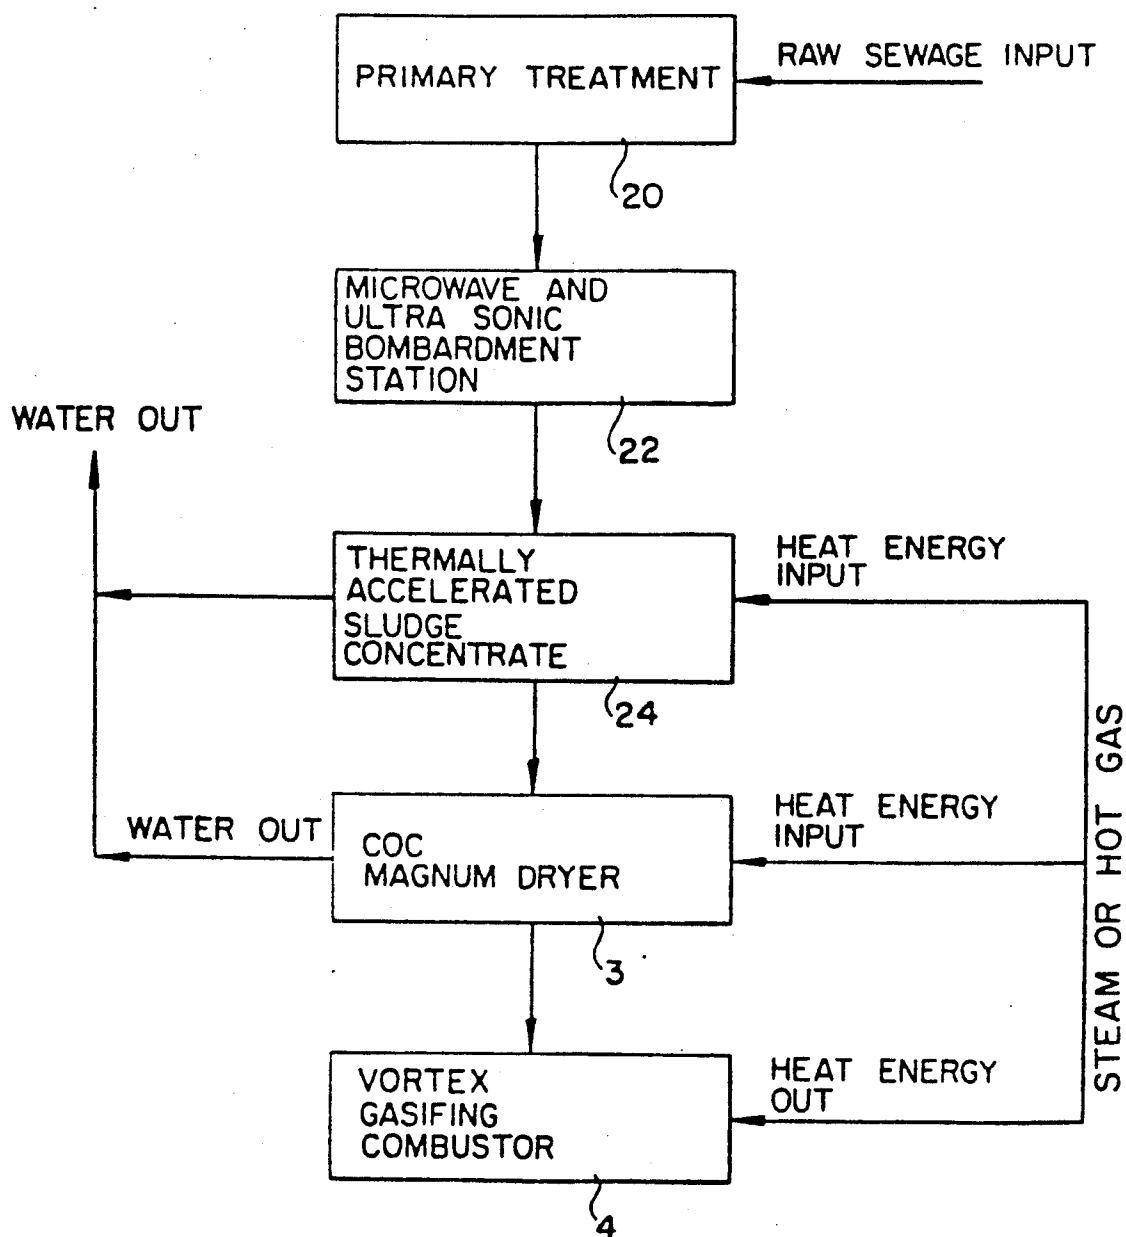 PRIMARY TREATMENT
RAW SEWAGE INPUT
20
MICROWAVE AND
ULTRA SONIC
BOMBARDMENT
STATION
22
WATER OUT
THERMALLY
ACCELERATED
SLUDGE
CONCENTRATE
24
HEAT ENERGY
INPUT
WATER OUT
COC
MAGNUM DRYER
3
HEAT ENERGY
INPUT
STEAM OR HOT GAS
VORTEX
GASIFING
COMBUSTOR
4
HEAT ENERGY
OUT